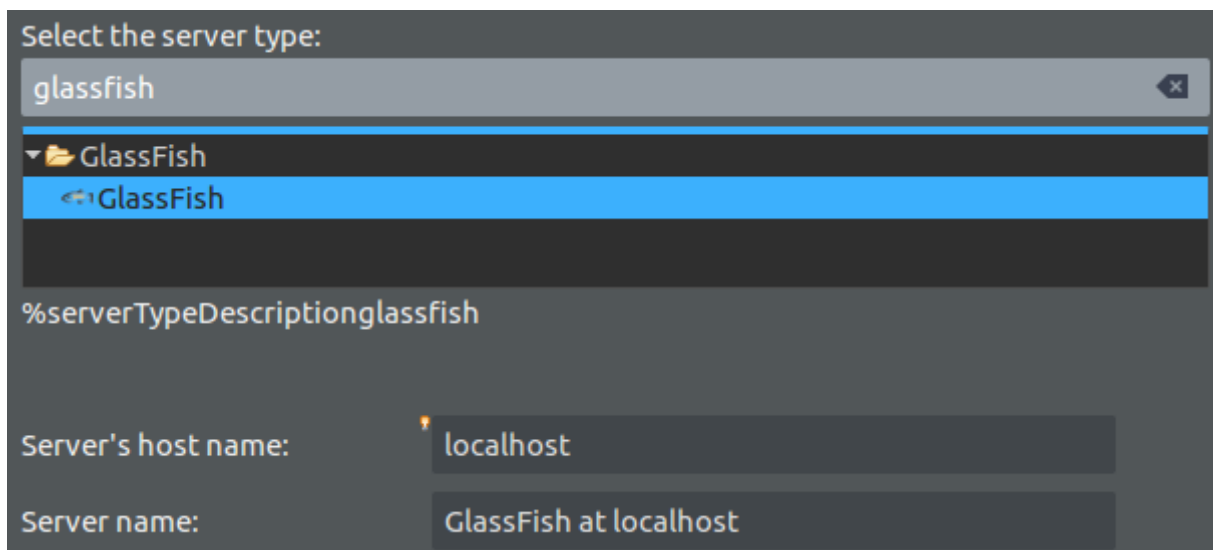 Select the server type:
glassfish
GlassFish
GlassFish
%serverTypeDescriptionglassfish
Server's host name: localhost
Server name: GlassFish at localhost